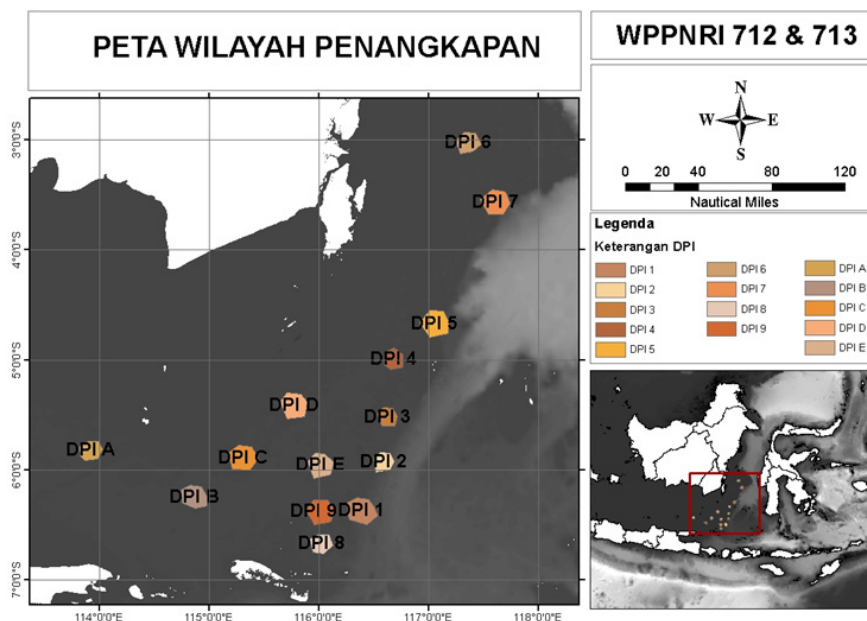 PETA WILAYAH PENANGKAPAN
WPPNRI 712 & 713
N
W E
S
0 20 40 80 120
Nautical Miles
Legenda
Keterangan DPI
DPI 1 DPI 6 DPI A
DPI 2 DPI 7 DPI B
DPI 3 DPI 8 DPI C
DPI 4 DPI 9 DPI D
DPI 5 DPI E
3°0'0"S
4°0'0"S
5°0'0"S
6°0'0"S
7°0'0"S
DPI 6
DPI 7
DPI 5
DPI 4
DPI D
DPI 3
DPI A
DPI C
DPI E
DPI 2
DPI B
DPI 9
DPI 1
DPI 8
114°0'0"E 115°0'0"E 116°0'0"E 117°0'0"E 118°0'0"E